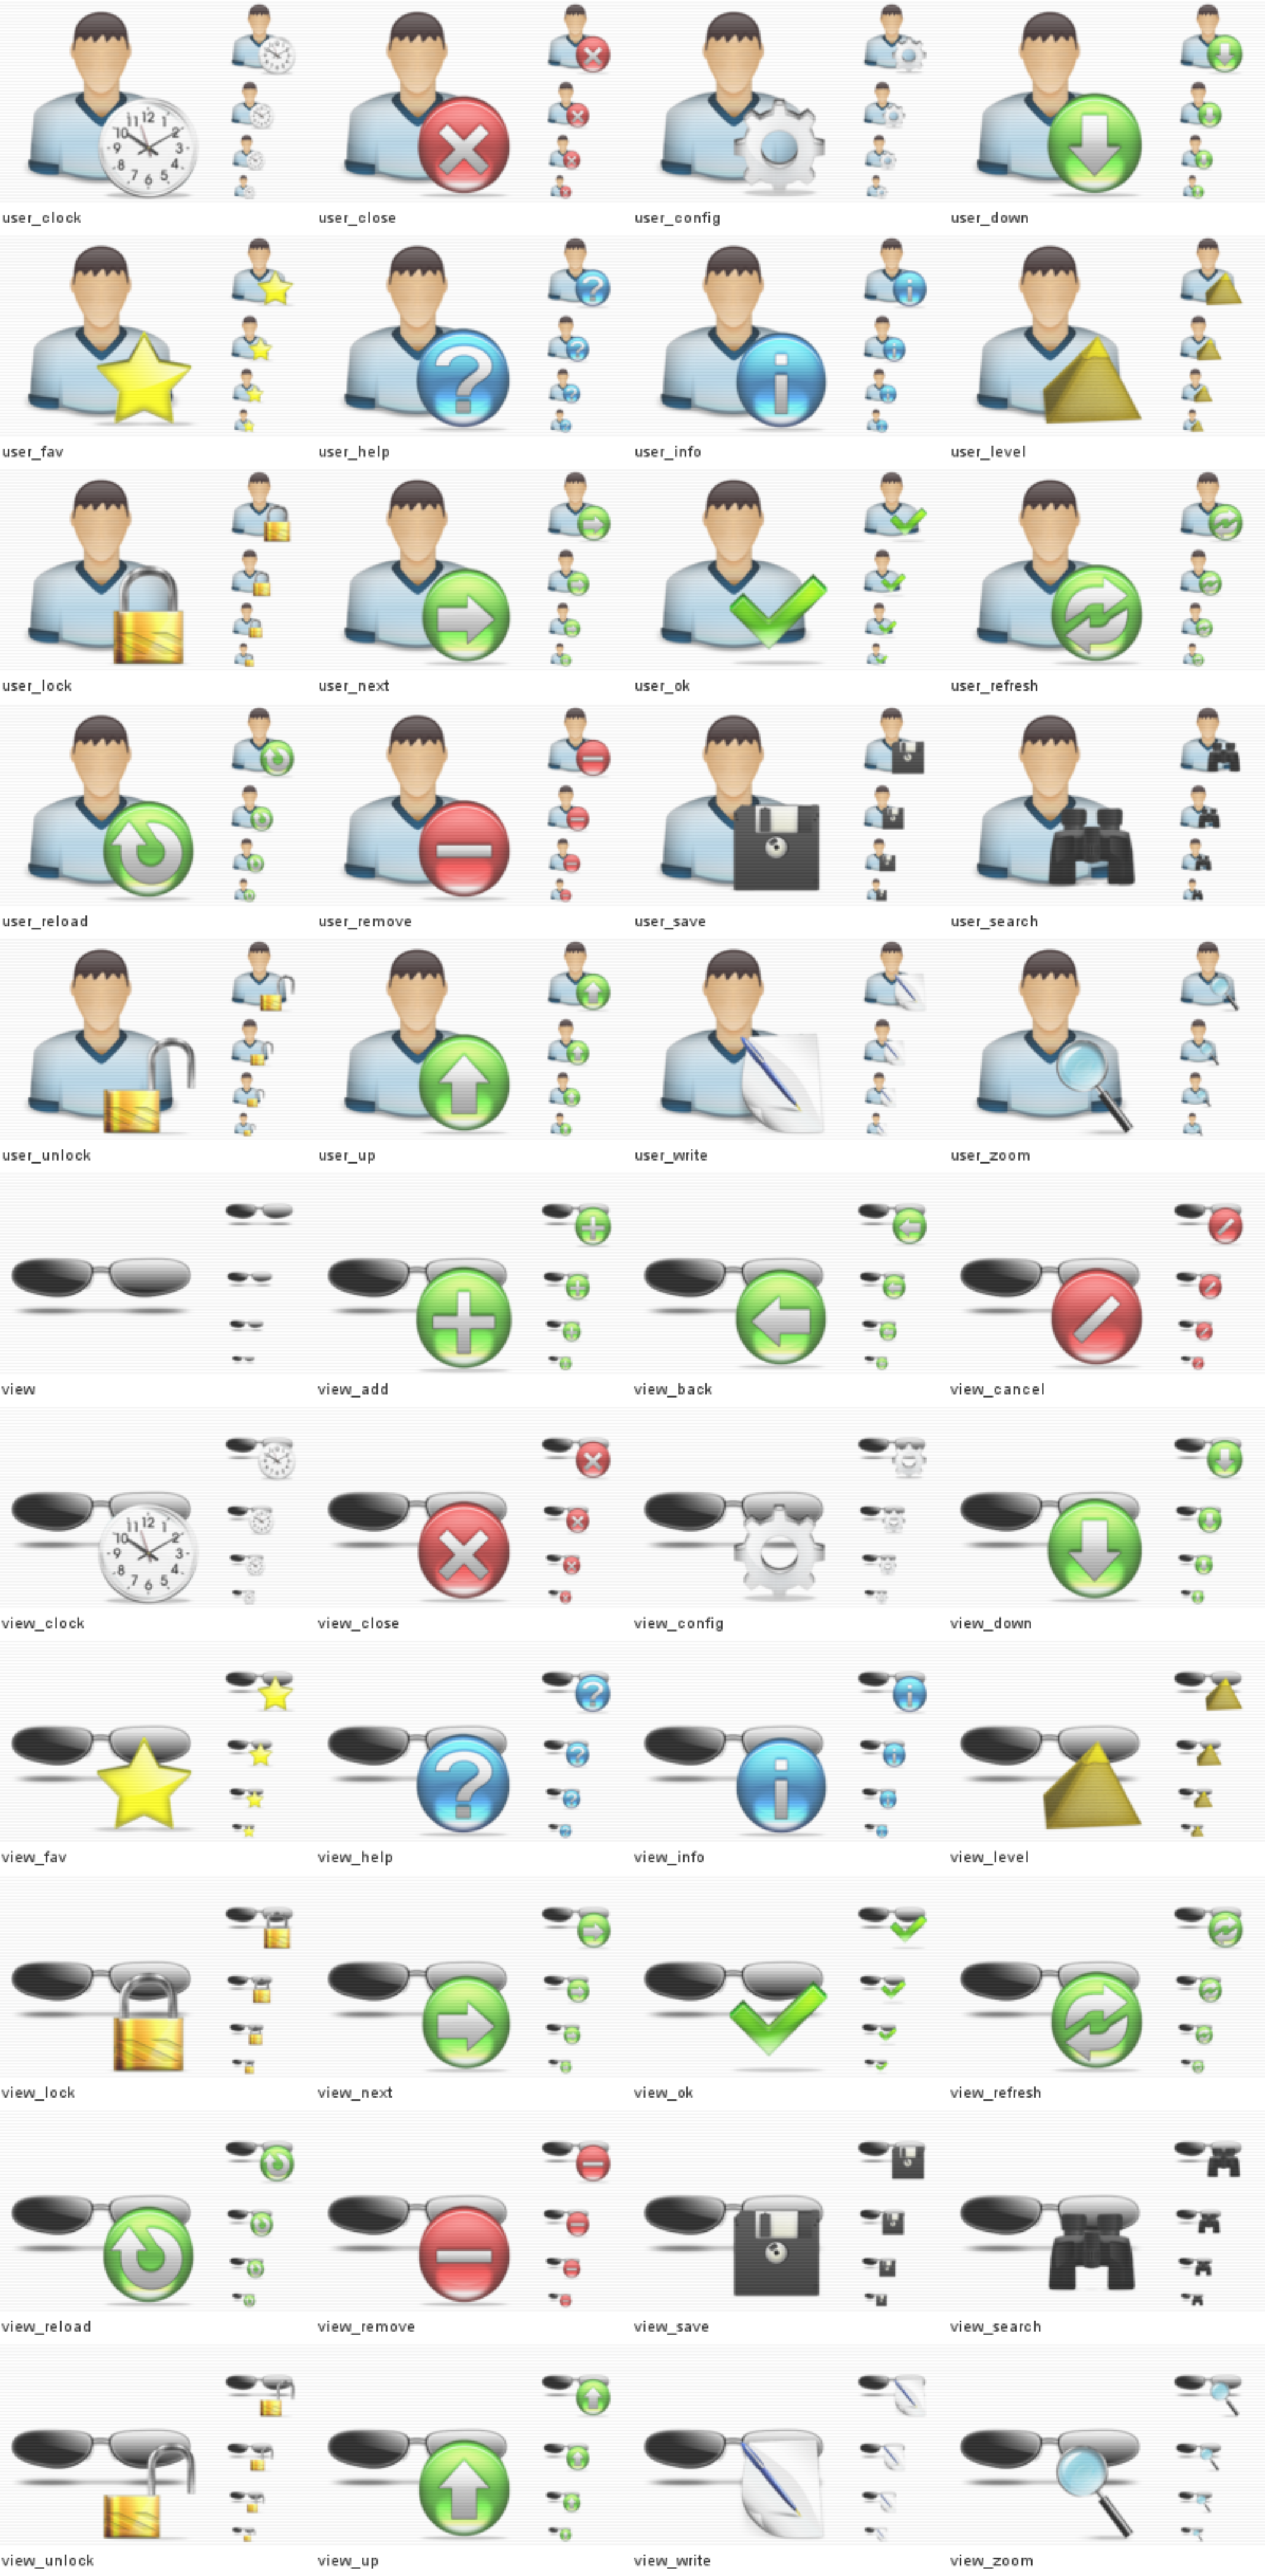 user_clock user_close user_config user_down
user_fav user_help user_info user_level
user_lock user_next user_ok user_refresh
user_reload user_remove user_save user_search
user_unlock user_up user_write user_zoom
view view_add view_back view_cancel
view_clock view_close view_config view_down
view_fav view_help view_info view_level
view_lock view_next view_ok view_refresh
view_reload view_remove view_save view_search
view_unlock view_up view_write view_zoom